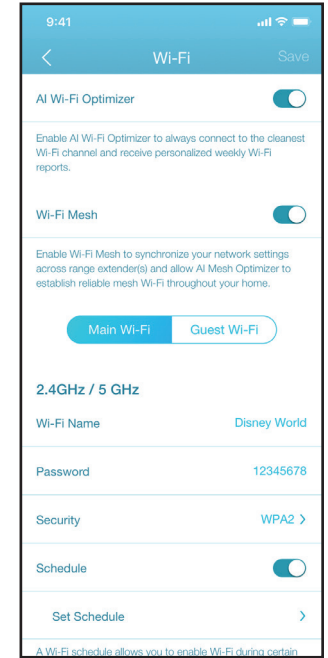 9:41
Wi-Fi
Save
AI Wi-Fi Optimizer
Enable AI Wi-Fi Optimizer to always connect to the cleanest
Wi-Fi channel and receive personalized weekly Wi-Fi
reports.
Wi-Fi Mesh
Enable Wi-Fi Mesh to synchronize your network settings
across range extender(s) and allow AI Mesh Optimizer to
establish reliable mesh Wi-Fi throughout your home.
Main Wi-Fi
Guest Wi-Fi
2.4GHz / 5 GHz
Wi-Fi Name
Disney World
Password
12345678
Security
WPA2 >
Schedule
Set Schedule
>
A Wi-Fi schedule allows you to enable Wi-Fi during certain